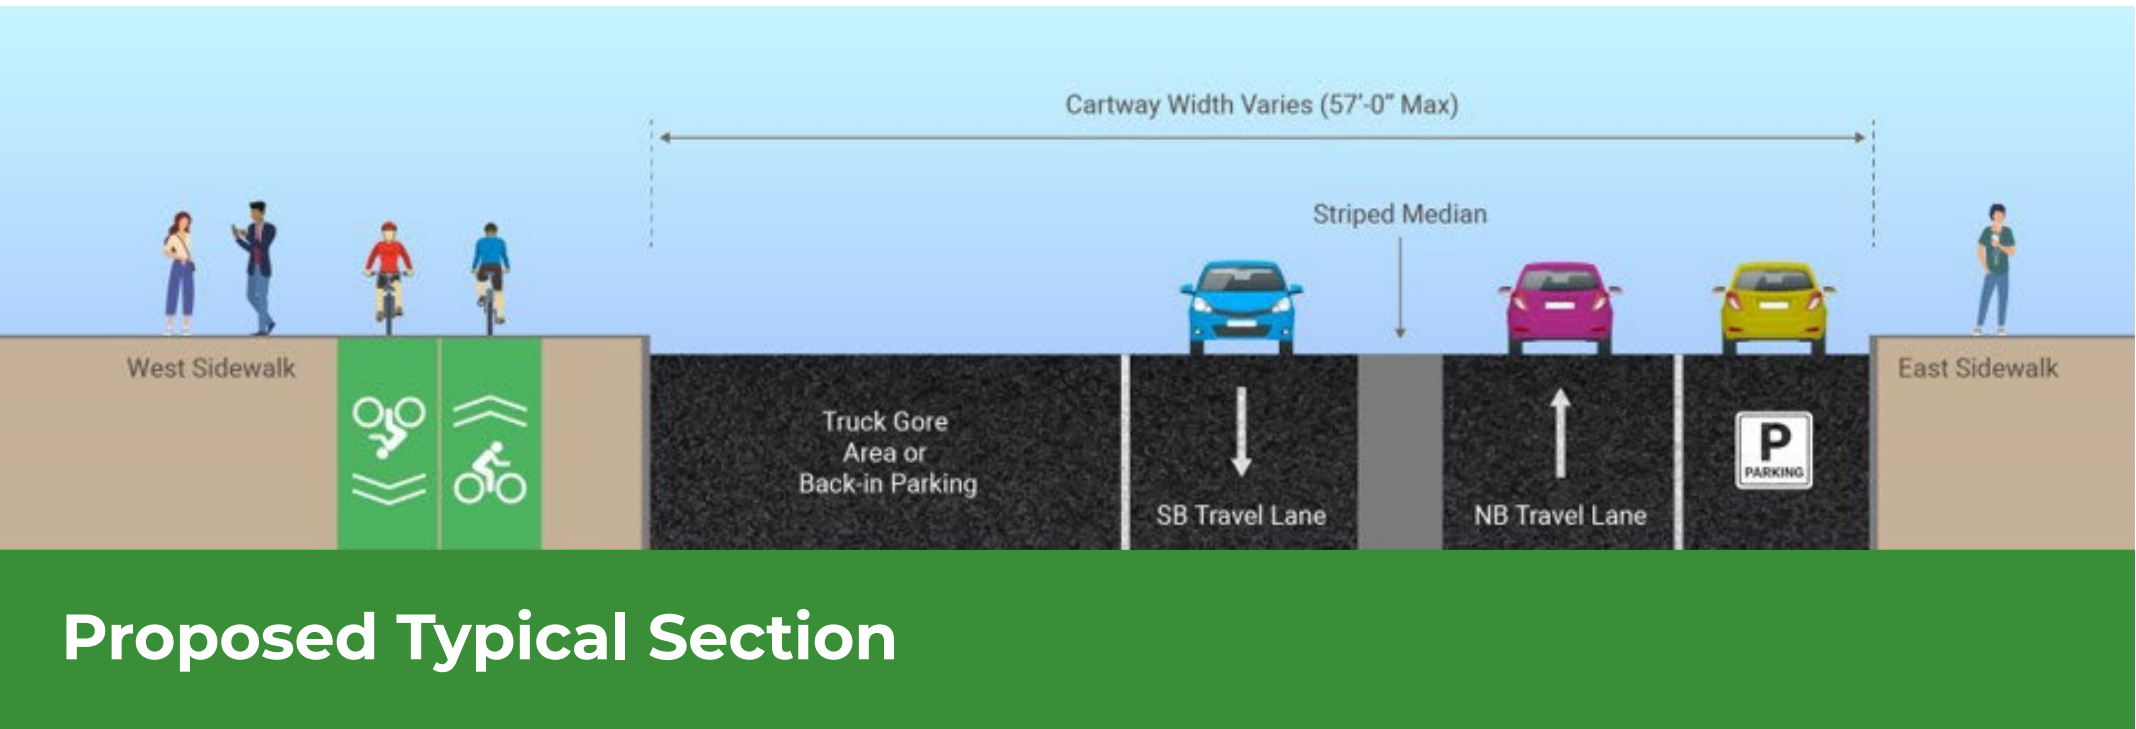 Cartway Width Varies (57'-0” Max)
Striped Median
West Sidewalk
East Sidewalk
Truck Gore
Area or
Back-in Parking
SB Travel Lane
NB Travel Lane
P
PARKING
Proposed Typical Section